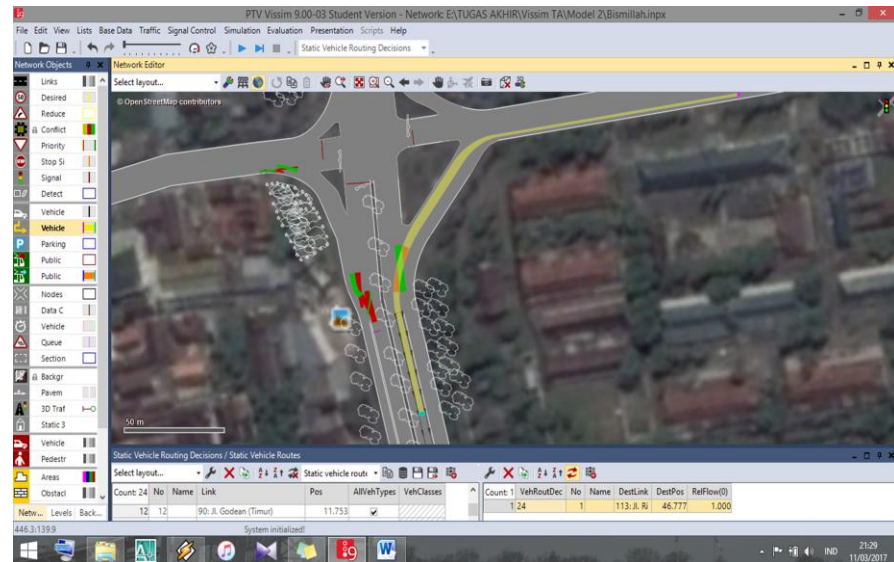 PTV Vissim 9.00-03 Student Version - Network: E:\TUGAS AKHIR\Vissim TA\Model 2\Bismillah.inpx
File Edit View Lists Base Data Traffic Signal Control Simulation Evaluation Presentation Scripts Help
Static Vehicle Routing Decisions
Network Objects
Network Editor
Select layout...
© OpenStreetMap contributors
Links
Desired
Reduce
Conflict
Priority
Stop Si
Signal
Detect
Vehicle
Vehicle
Parking
Public
Public
Nodes
Data C
Vehicle
Queue
Section
Backgr
Pavem
3D Traf
Static 3
Vehicle
Pedestr
Areas
Obstacl
50 m
Static Vehicle Routing Decisions / Static Vehicle Routes
Select layout... Static vehicle route
Count: 24 No Name Link Pos AllVehTypes VehClasses
12 12 90: Jl. Godean (Timur) 11.753
Count: 1 VehRoutDec No Name DestLink DestPos RelFlow(0)
1 24 1 113: Jl. Ri 46.777 1.000
Netw... Levels Back...
446.3:139.9 System initialized!
IND
21:29
11/03/2017